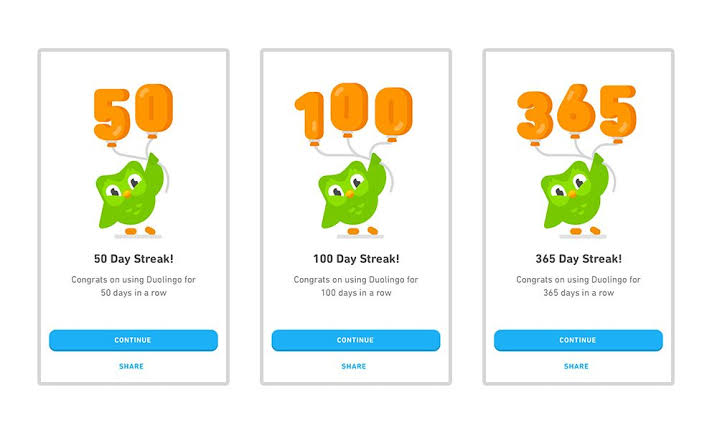 50
50 Day Streak!
Congrats on using Duolingo for
50 days in a row
CONTINUE
SHARE
100
100 Day Streak!
Congrats on using Duolingo for
100 days in a row
CONTINUE
SHARE
365
365 Day Streak!
Congrats on using Duolingo for
365 days in a row
CONTINUE
SHARE